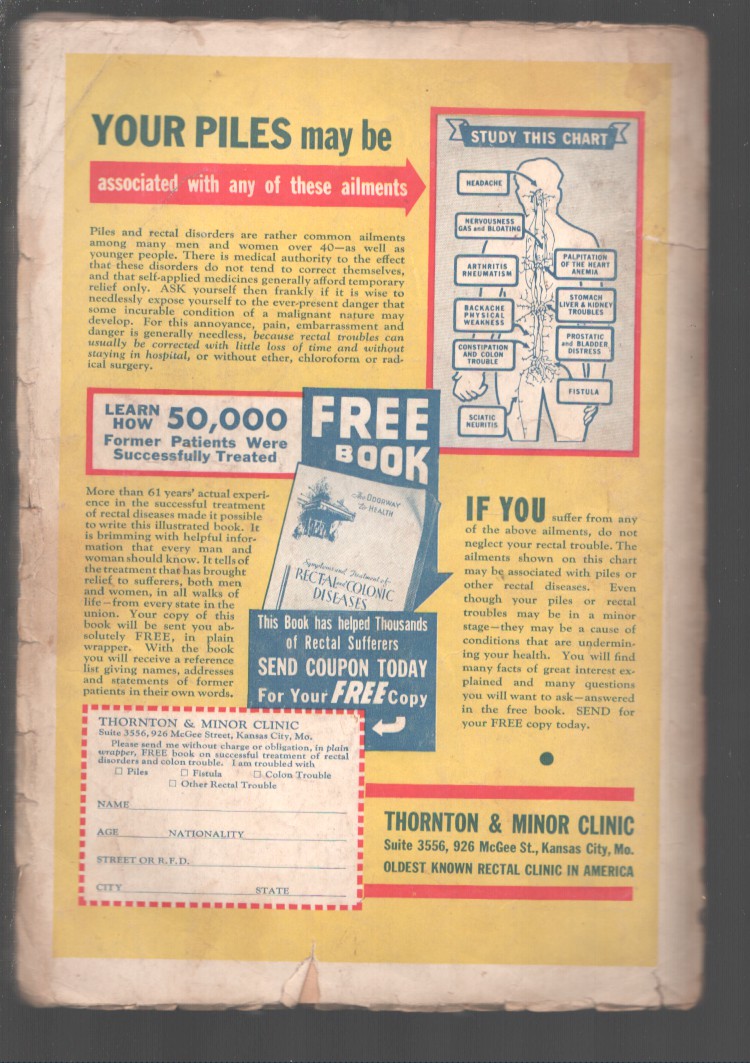 YOUR PILES may be
associated with any of these ailments
Piles and rectal disorders are rather common ailments
among many men and women over 40—as well as
younger people. There is medical authority to the effect
that these disorders do not tend to correct themselves,
and that self-applied medicines generally afford temporary
relief only. ASK yourself then frankly if it is wise to
needlessly expose yourself to the ever-present danger that
some incurable condition of a malignant nature may
develop. For this annoyance, pain, embarrassment and
danger is generally needless, because rectal troubles can
usually be corrected with little loss of time and without
staying in hospital, or without ether, chloroform or rad-
ical surgery.
STUDY THIS CHART
HEADACHE
NERVOUSNESS
GAS and BLOATING
ARTHRITIS
RHEUMATISM
BACKACHE
PHYSICAL
WEAKNESS
CONSTIPATION
AND COLON
TROUBLE
SCIATIC
NEURITIS
PALPITATION
OF THE HEART
ANEMIA
STOMACH
LIVER & KIDNEY
TROUBLES
PROSTATIC
and BLADDER
DISTRESS
FISTULA
LEARN
HOW 50,000
Former Patients Were
Successfully Treated
FREE
BOOK
The DOORWAY
to HEALTH
Symptoms and Treatment of
RECTAL and COLONIC
DISEASES
This Book has helped Thousands
of Rectal Sufferers
SEND COUPON TODAY
For Your FREE Copy
More than 61 years' actual experi-
ence in the successful treatment
of rectal diseases made it possible
to write this illustrated book. It
is brimming with helpful infor-
mation that every man and
woman should know. It tells of
the treatment that has brought
relief to sufferers, both men
and women, in all walks of
life—from every state in the
union. Your copy of this
book will be sent you ab-
solutely FREE, in plain
wrapper. With the book
you will receive a reference
list giving names, addresses
and statements of former
patients in their own words.
IF YOU suffer from any
of the above ailments, do not
neglect your rectal trouble. The
ailments shown on this chart
may be associated with piles or
other rectal diseases. Even
though your piles or rectal
troubles may be in a minor
stage—they may be a cause of
conditions that are undermin-
ing your health. You will find
many facts of great interest ex-
plained and many questions
you will want to ask—answered
in the free book. SEND for
your FREE copy today.
THORNTON & MINOR CLINIC
Suite 3556, 926 McGee Street, Kansas City, Mo.
Please send me without charge or obligation, in plain
wrapper, FREE book on successful treatment of rectal
disorders and colon trouble. I am troubled with
Piles Fistula Colon Trouble
Other Rectal Trouble
NAME
AGE NATIONALITY
STREET OR R.F.D.
CITY STATE
THORNTON & MINOR CLINIC
Suite 3556, 926 McGee St., Kansas City, Mo.
OLDEST KNOWN RECTAL CLINIC IN AMERICA